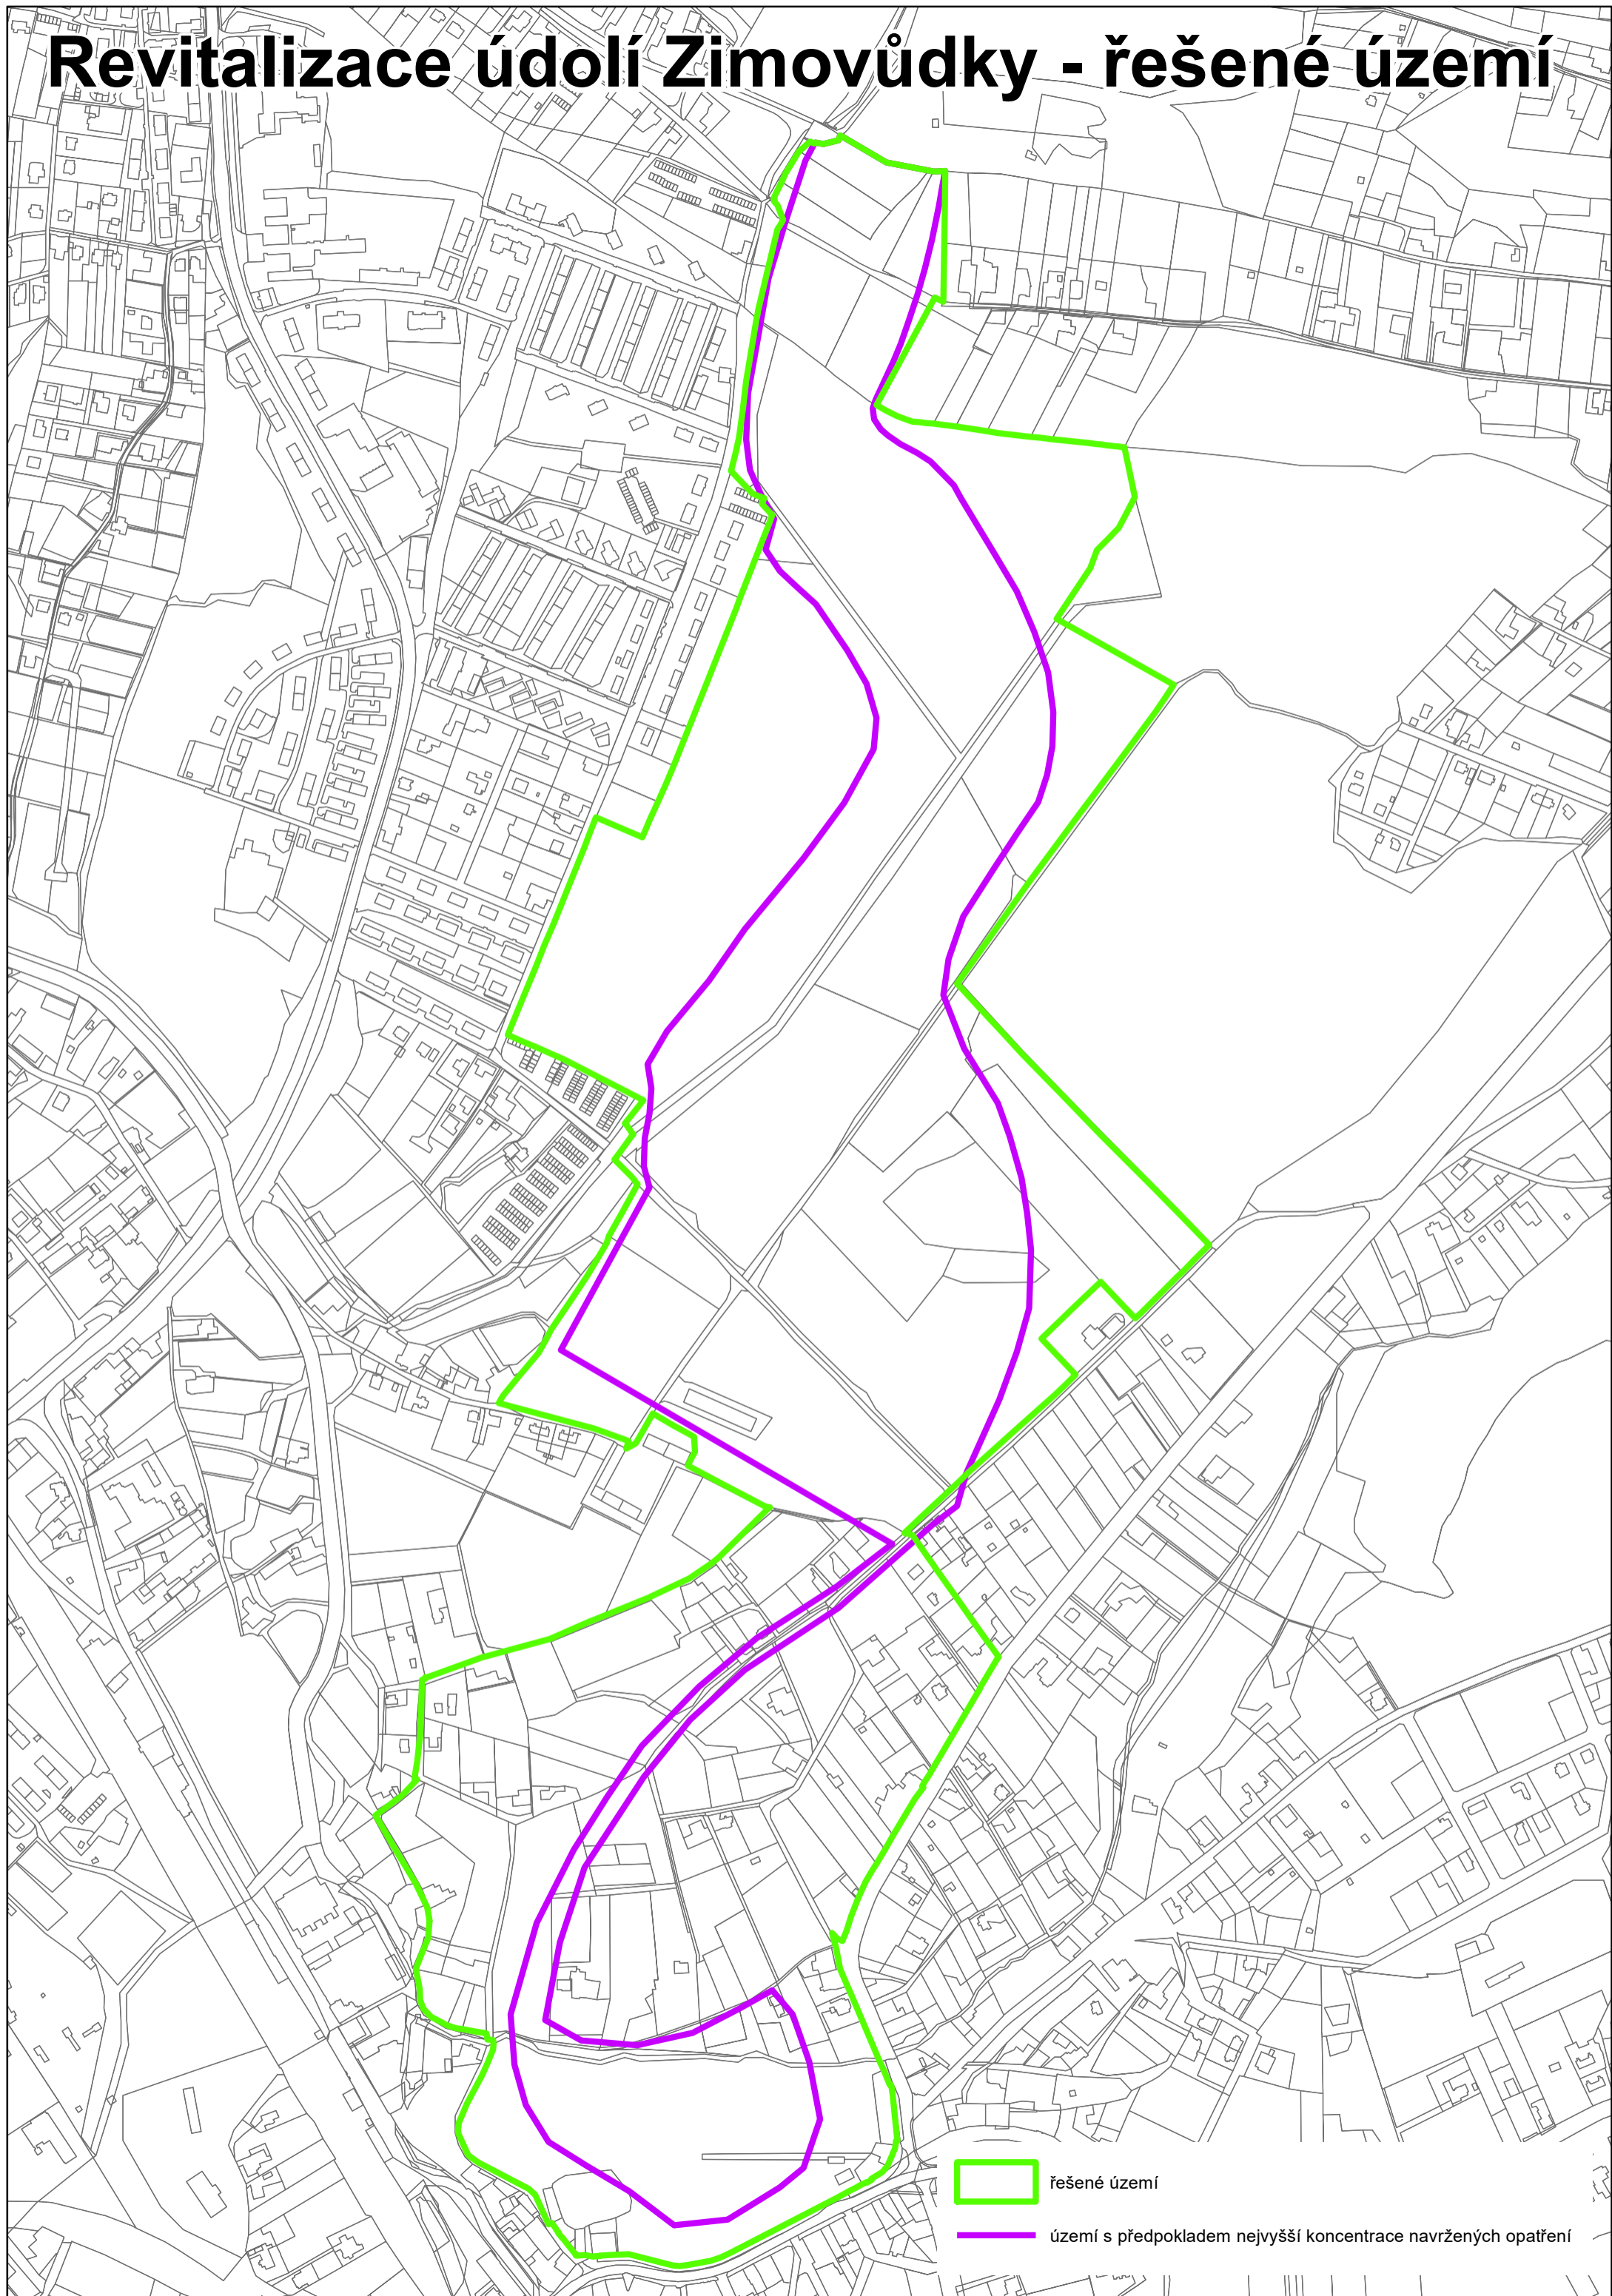 Revitalizace údolí Zimovůdky - řešené území
řešené území
území s předpokladem nejvyšší koncentrace navržených opatření